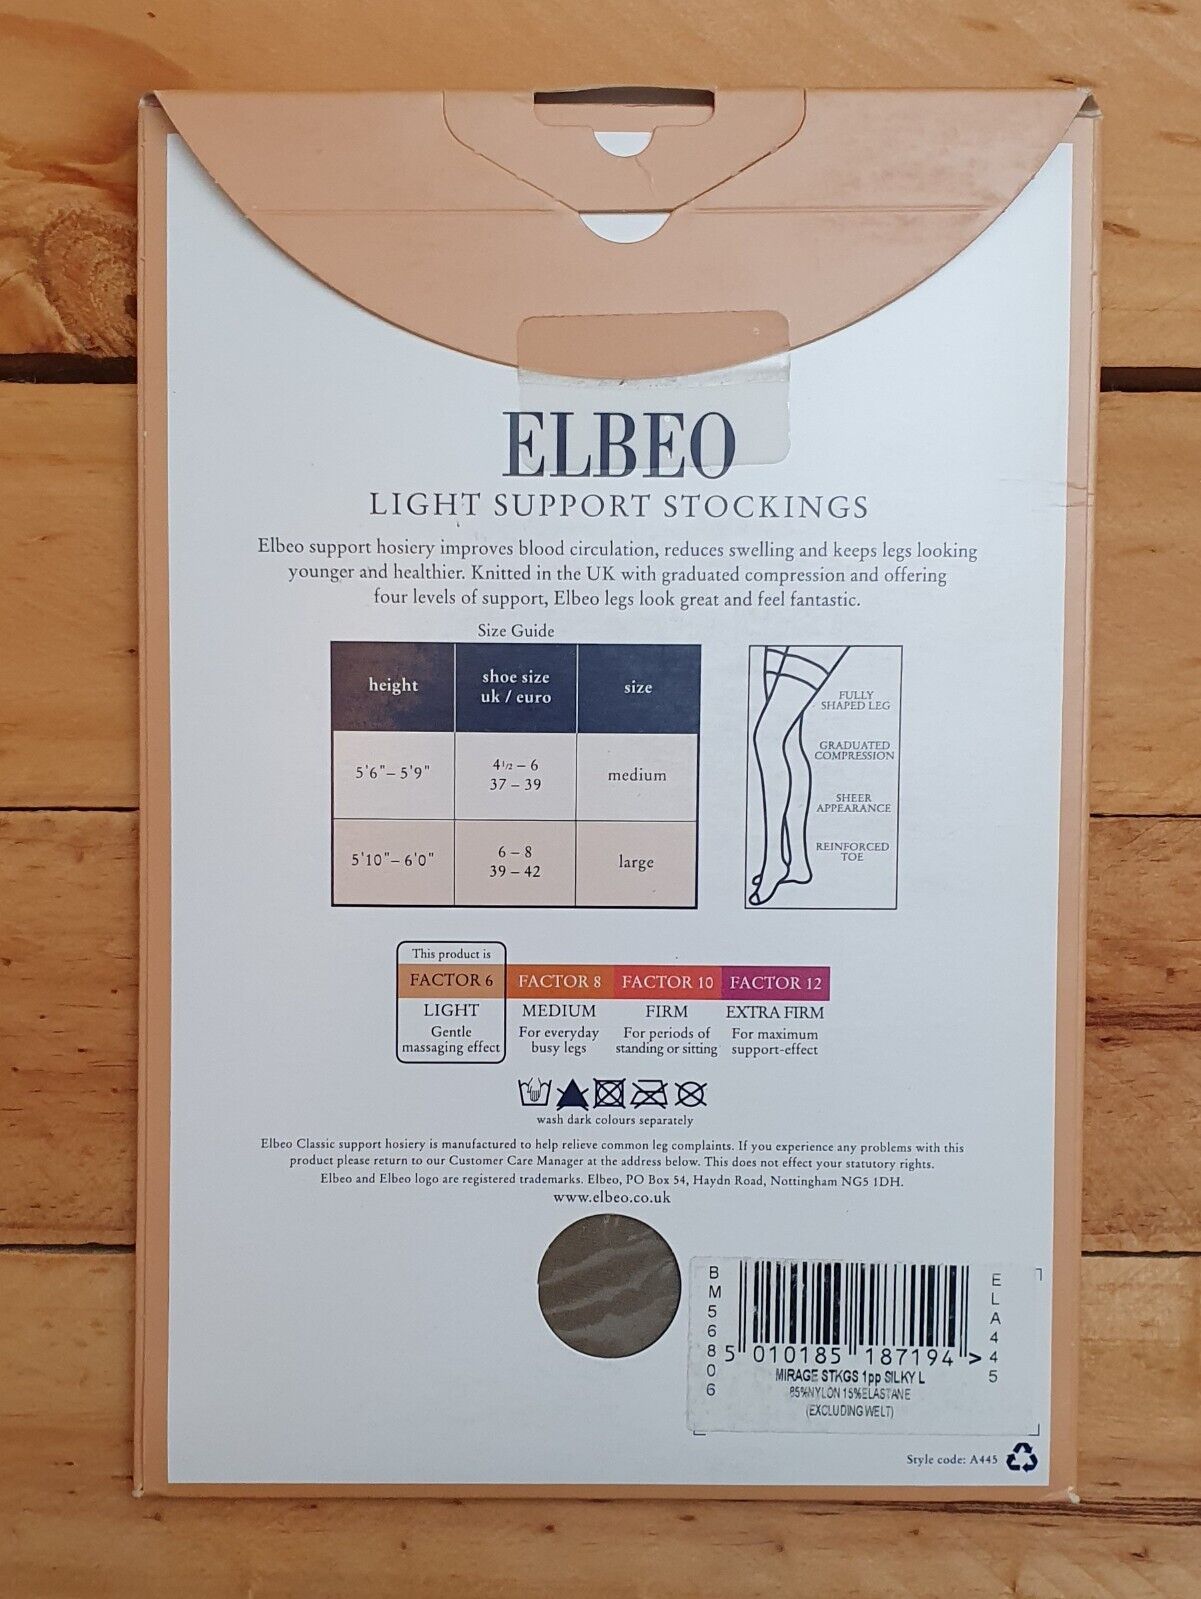 ELBEO
LIGHT SUPPORT STOCKINGS
Elbeo support hosiery improves blood circulation, reduces swelling and keeps legs looking
younger and healthier. Knitted in the UK with graduated compression and offering
four levels of support, Elbeo legs look great and feel fantastic.
Size Guide
height
shoe size
uk / euro
size
5'6"– 5'9"
4 1/2 – 6
37 – 39
medium
5'10"– 6'0"
6 – 8
39 – 42
large
FULLY
SHAPED LEG
GRADUATED
COMPRESSION
SHEER
APPEARANCE
REINFORCED
TOE
This product is
FACTOR 6
LIGHT
Gentle
massaging effect
FACTOR 8
MEDIUM
For everyday
busy legs
FACTOR 10
FIRM
For periods of
standing or sitting
FACTOR 12
EXTRA FIRM
For maximum
support-effect
wash dark colours separately
Elbeo Classic support hosiery is manufactured to help relieve common leg complaints. If you experience any problems with this
product please return to our Customer Care Manager at the address below. This does not effect your statutory rights.
Elbeo and Elbeo logo are registered trademarks. Elbeo, PO Box 54, Haydn Road, Nottingham NG5 1DH.
www.elbeo.co.uk
BM56806
5 010185 187194 >
ELA445
MIRAGE STKGS 1pp SILKY L
85%NYLON 15%ELASTANE
(EXCLUDING WELT)
Style code: A445